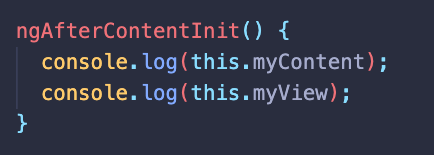 ngAfterContentInit() {
  console.log(this.myContent);
  console.log(this.myView);
}